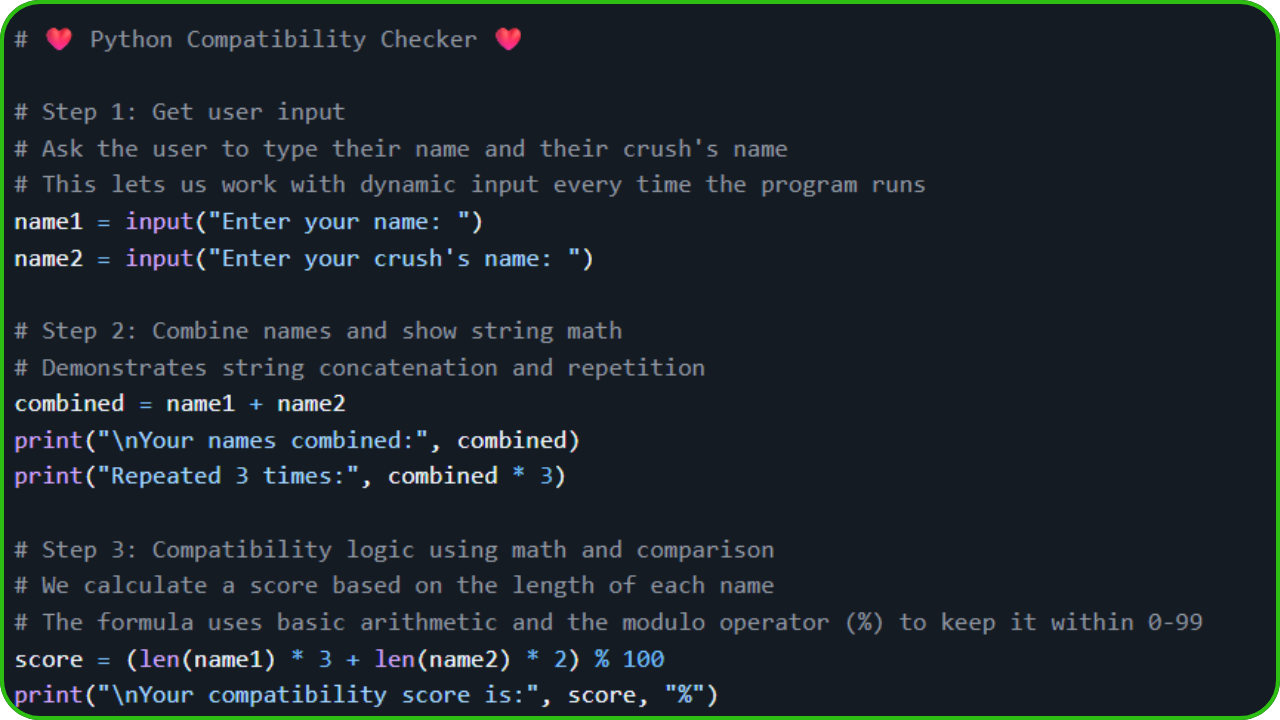 # 💗 Python Compatibility Checker 💗
# Step 1: Get user input
# Ask the user to type their name and their crush's name
# This lets us work with dynamic input every time the program runs
name1 = input("Enter your name: ")
name2 = input("Enter your crush's name: ")
# Step 2: Combine names and show string math
# Demonstrates string concatenation and repetition
combined = name1 + name2
print("\nYour names combined:", combined)
print("Repeated 3 times:", combined * 3)
# Step 3: Compatibility logic using math and comparison
# We calculate a score based on the length of each name
# The formula uses basic arithmetic and the modulo operator (%) to keep it within 0-99
score = (len(name1) * 3 + len(name2) * 2) % 100
print("\nYour compatibility score is:", score, "%")